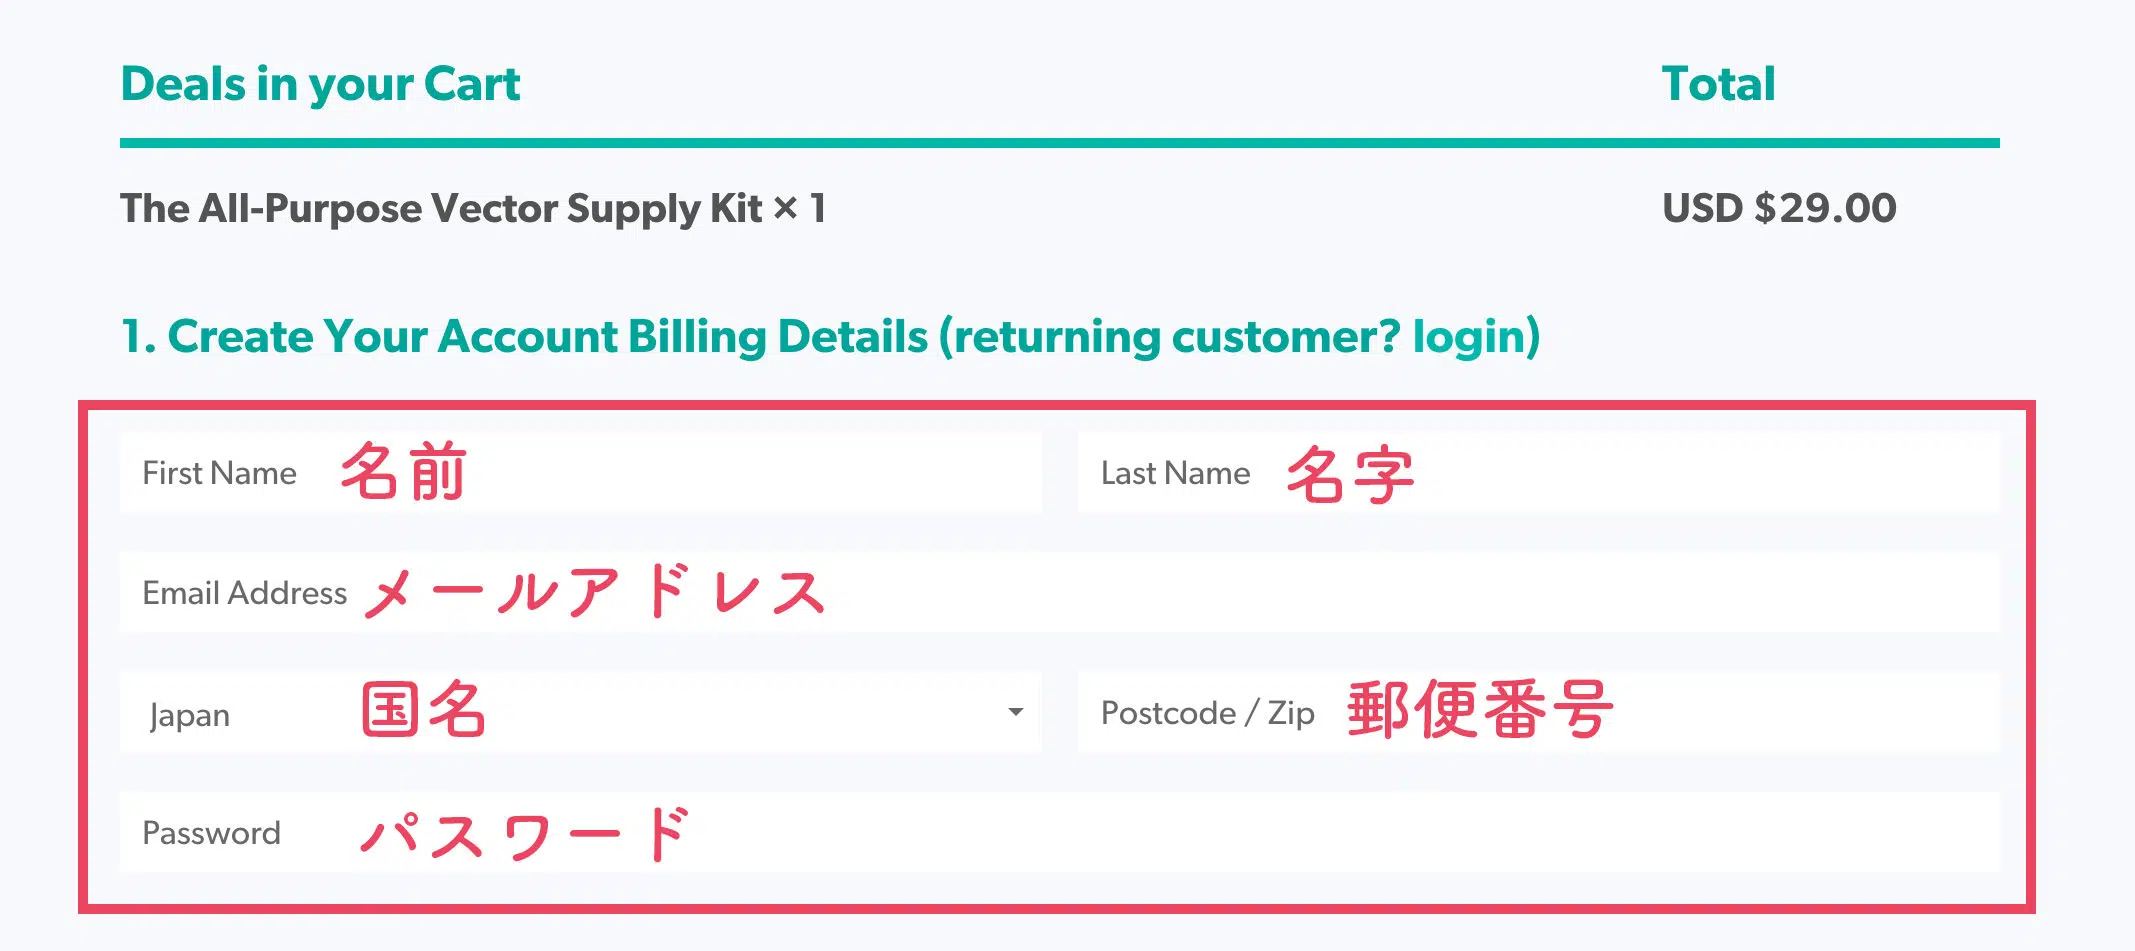 Deals in your Cart Total
The All-Purpose Vector Supply Kit × 1 USD $29.00
1. Create Your Account Billing Details (returning customer? login)
First Name 名前 Last Name 名字
Email Address メールアドレス
Japan 国名 Postcode / Zip 郵便番号
Password パスワード